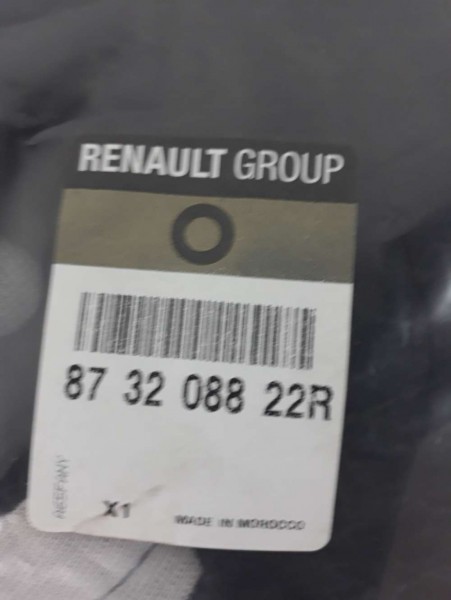 RENAULT GROUP
87 32 088 22R
X1
MADE IN MOROCCO